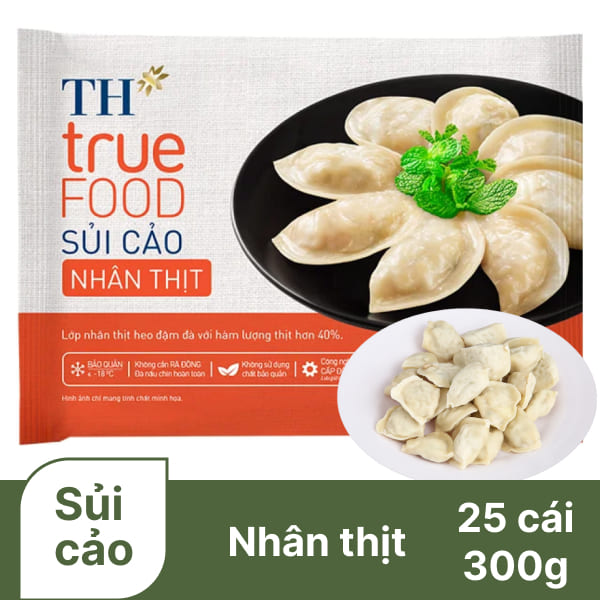 TH
true
FOOD
SỦI CẢO
NHÂN THỊT
Lớp nhân thịt heo đậm đà với hàm lượng thịt hơn 40%.
BẢO QUẢN
≤ -18°C
Không cần RÃ ĐÔNG
Đã nấu chín hoàn toàn
Không sử dụng
chất bảo quản
Công
CẤP ĐÔ
Hình ảnh chỉ mang tính chất minh họa.
Sủi
cảo
Nhân thịt
25 cái
300g